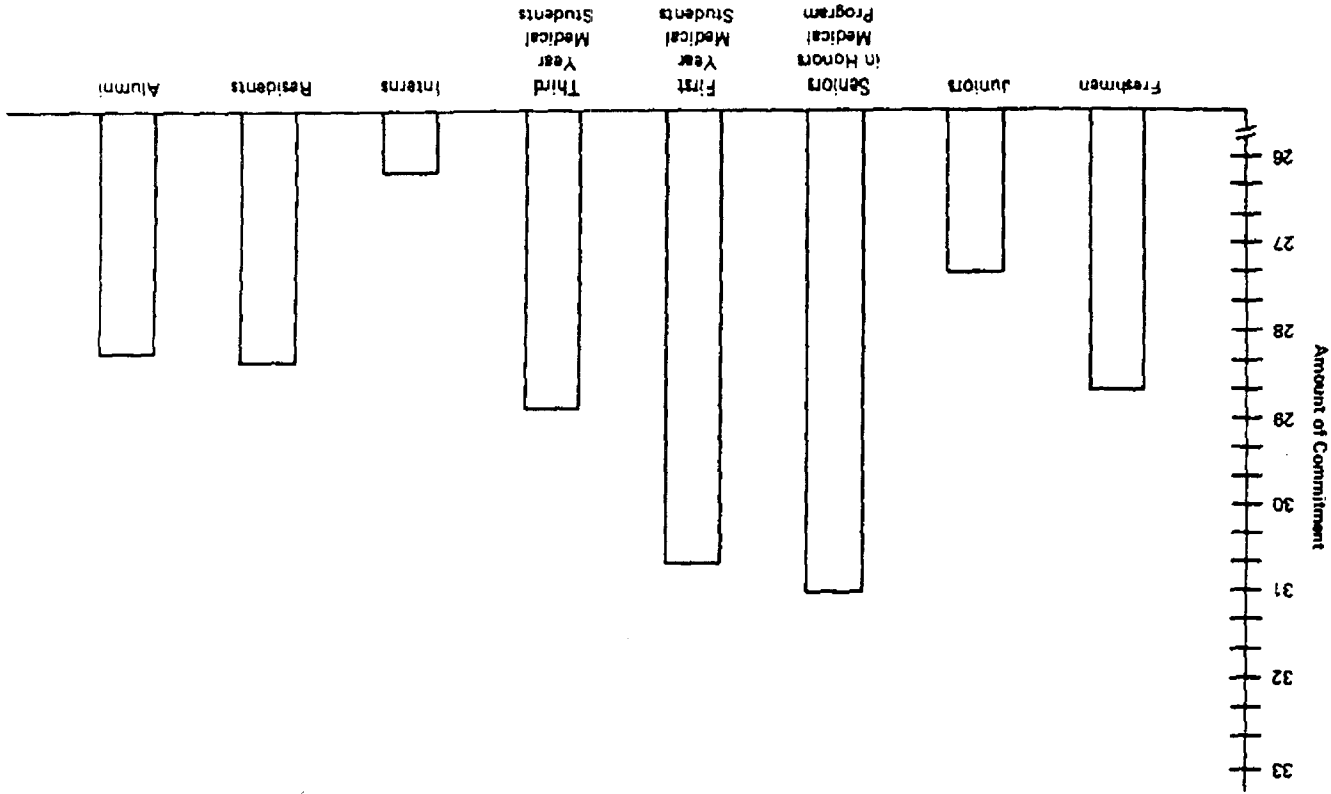 Amount of Commitment
33
32
31
30
29
28
27
26
Freshmen
Juniors
Seniors
in Honors
Medical
Program
First
Year
Medical
Students
Third
Year
Medical
Students
Interns
Residents
Alumni